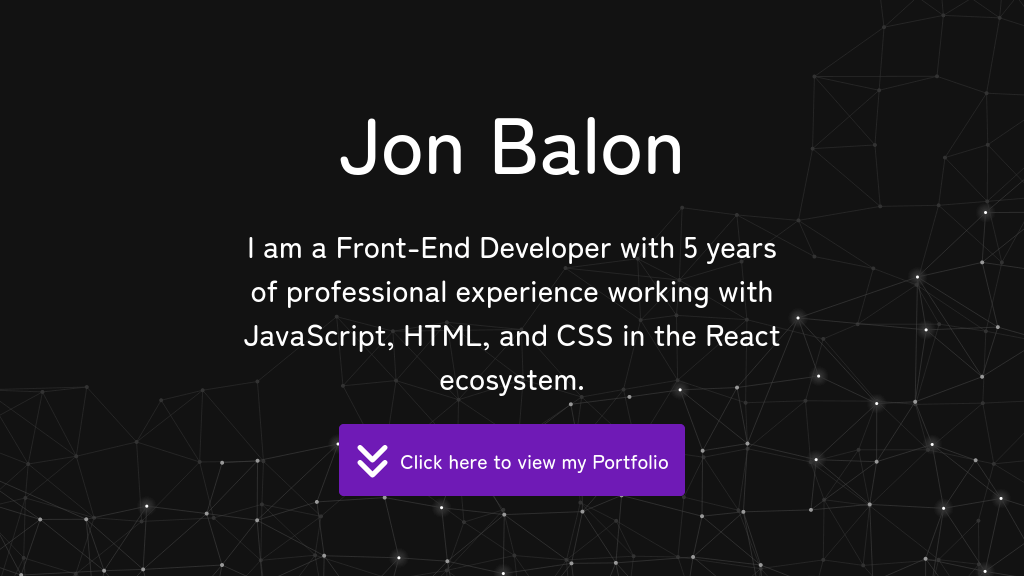 Jon Balon
I am a Front-End Developer with 5 years
of professional experience working with
JavaScript, HTML, and CSS in the React
ecosystem.
Click here to view my Portfolio